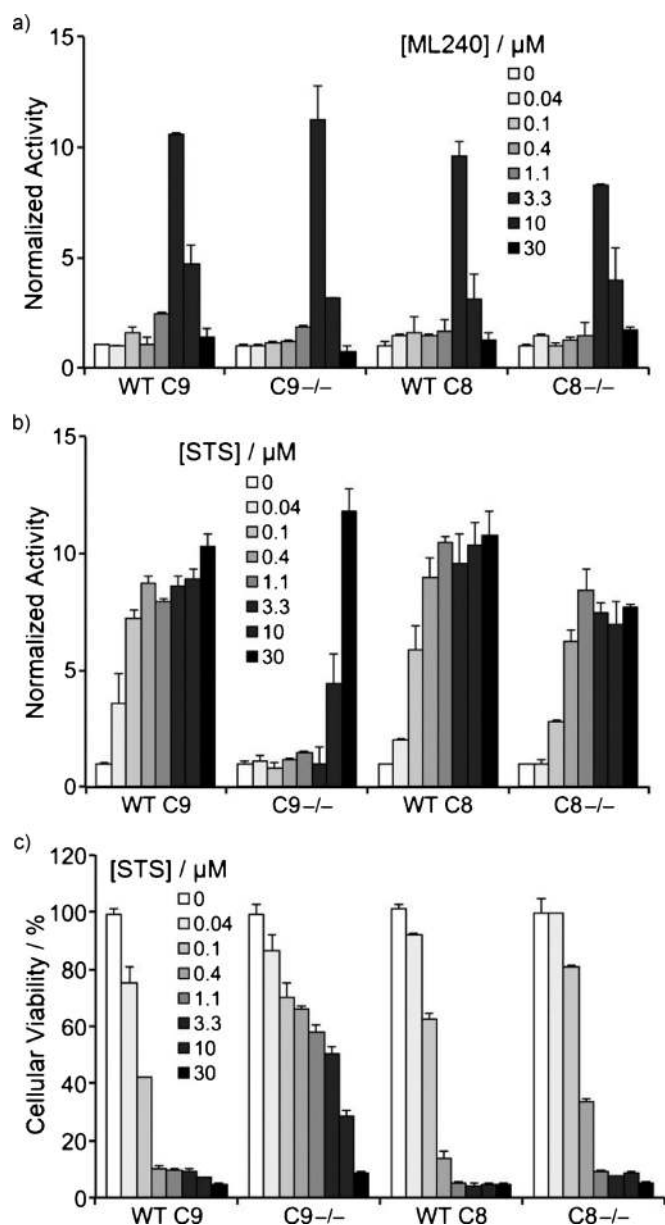 a)
15
10
5
0
Normalized Activity
[ML240] / µM
0
0.04
0.1
0.4
1.1
3.3
10
30
WT C9
C9–/–
WT C8
C8–/–
b)
15
10
5
0
Normalized Activity
[STS] / µM
0
0.04
0.1
0.4
1.1
3.3
10
30
WT C9
C9–/–
WT C8
C8–/–
c)
120
100
80
60
40
20
0
Cellular Viability / %
[STS] / µM
0
0.04
0.1
0.4
1.1
3.3
10
30
WT C9
C9–/–
WT C8
C8–/–